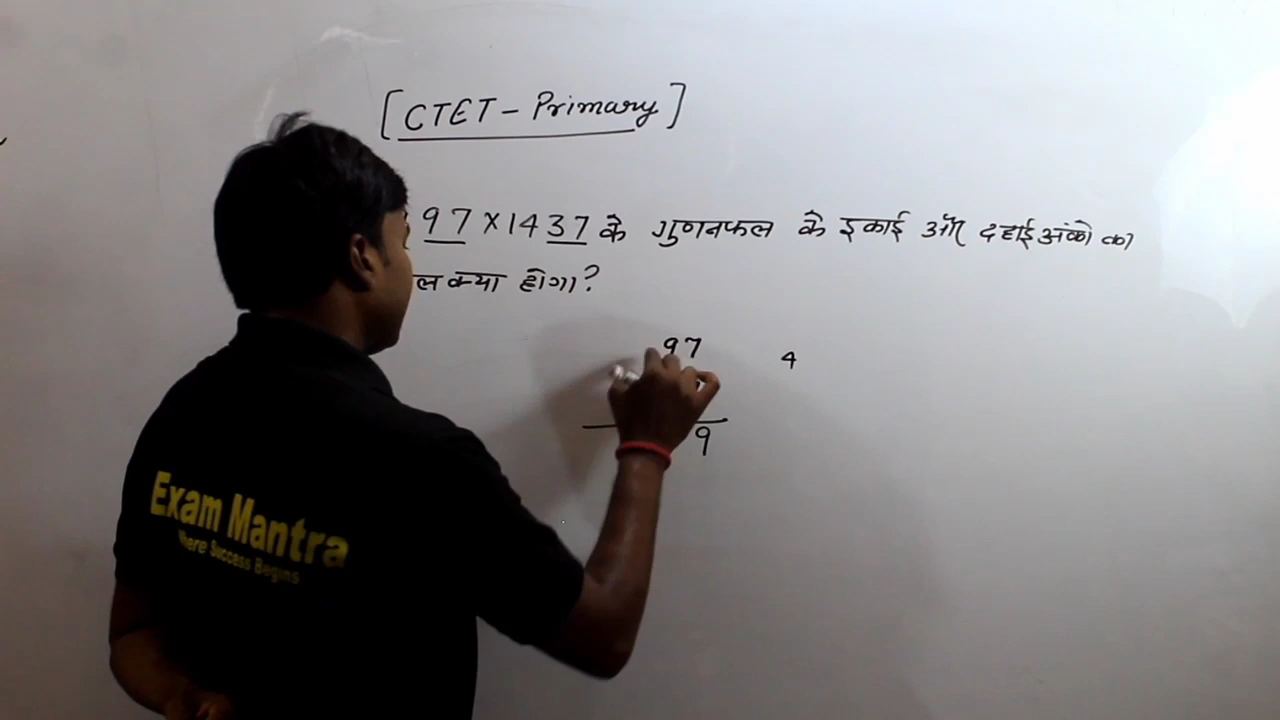 [CTET - Primary]
97 × 1437 के गुणनफल के इकाई और दहाई अंको का
क्या होगा?
97 4
9
Exam Mantra
Where Success Begins